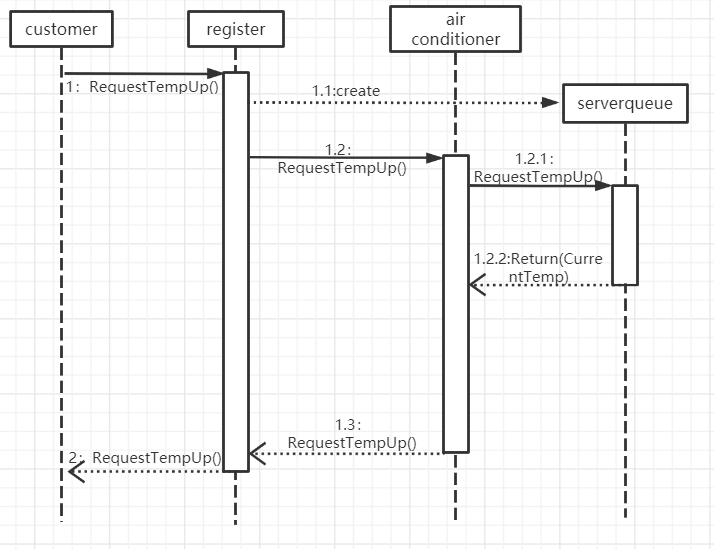 customer
register
air
conditioner
1：RequestTempUp()
1.1:create
serverqueue
1.2：
RequestTempUp()
1.2.1：
RequestTempUp()
1.2.2:Return(Curre
ntTemp)
1.3：
RequestTempUp()
2：RequestTempUp()